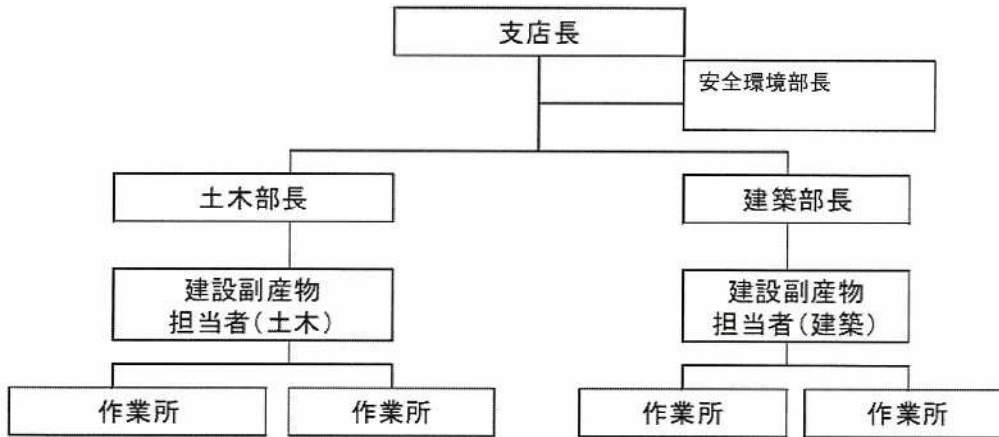 支店長
安全環境部長
土木部長
建築部長
建設副産物
担当者(土木)
建設副産物
担当者(建築)
作業所
作業所
作業所
作業所